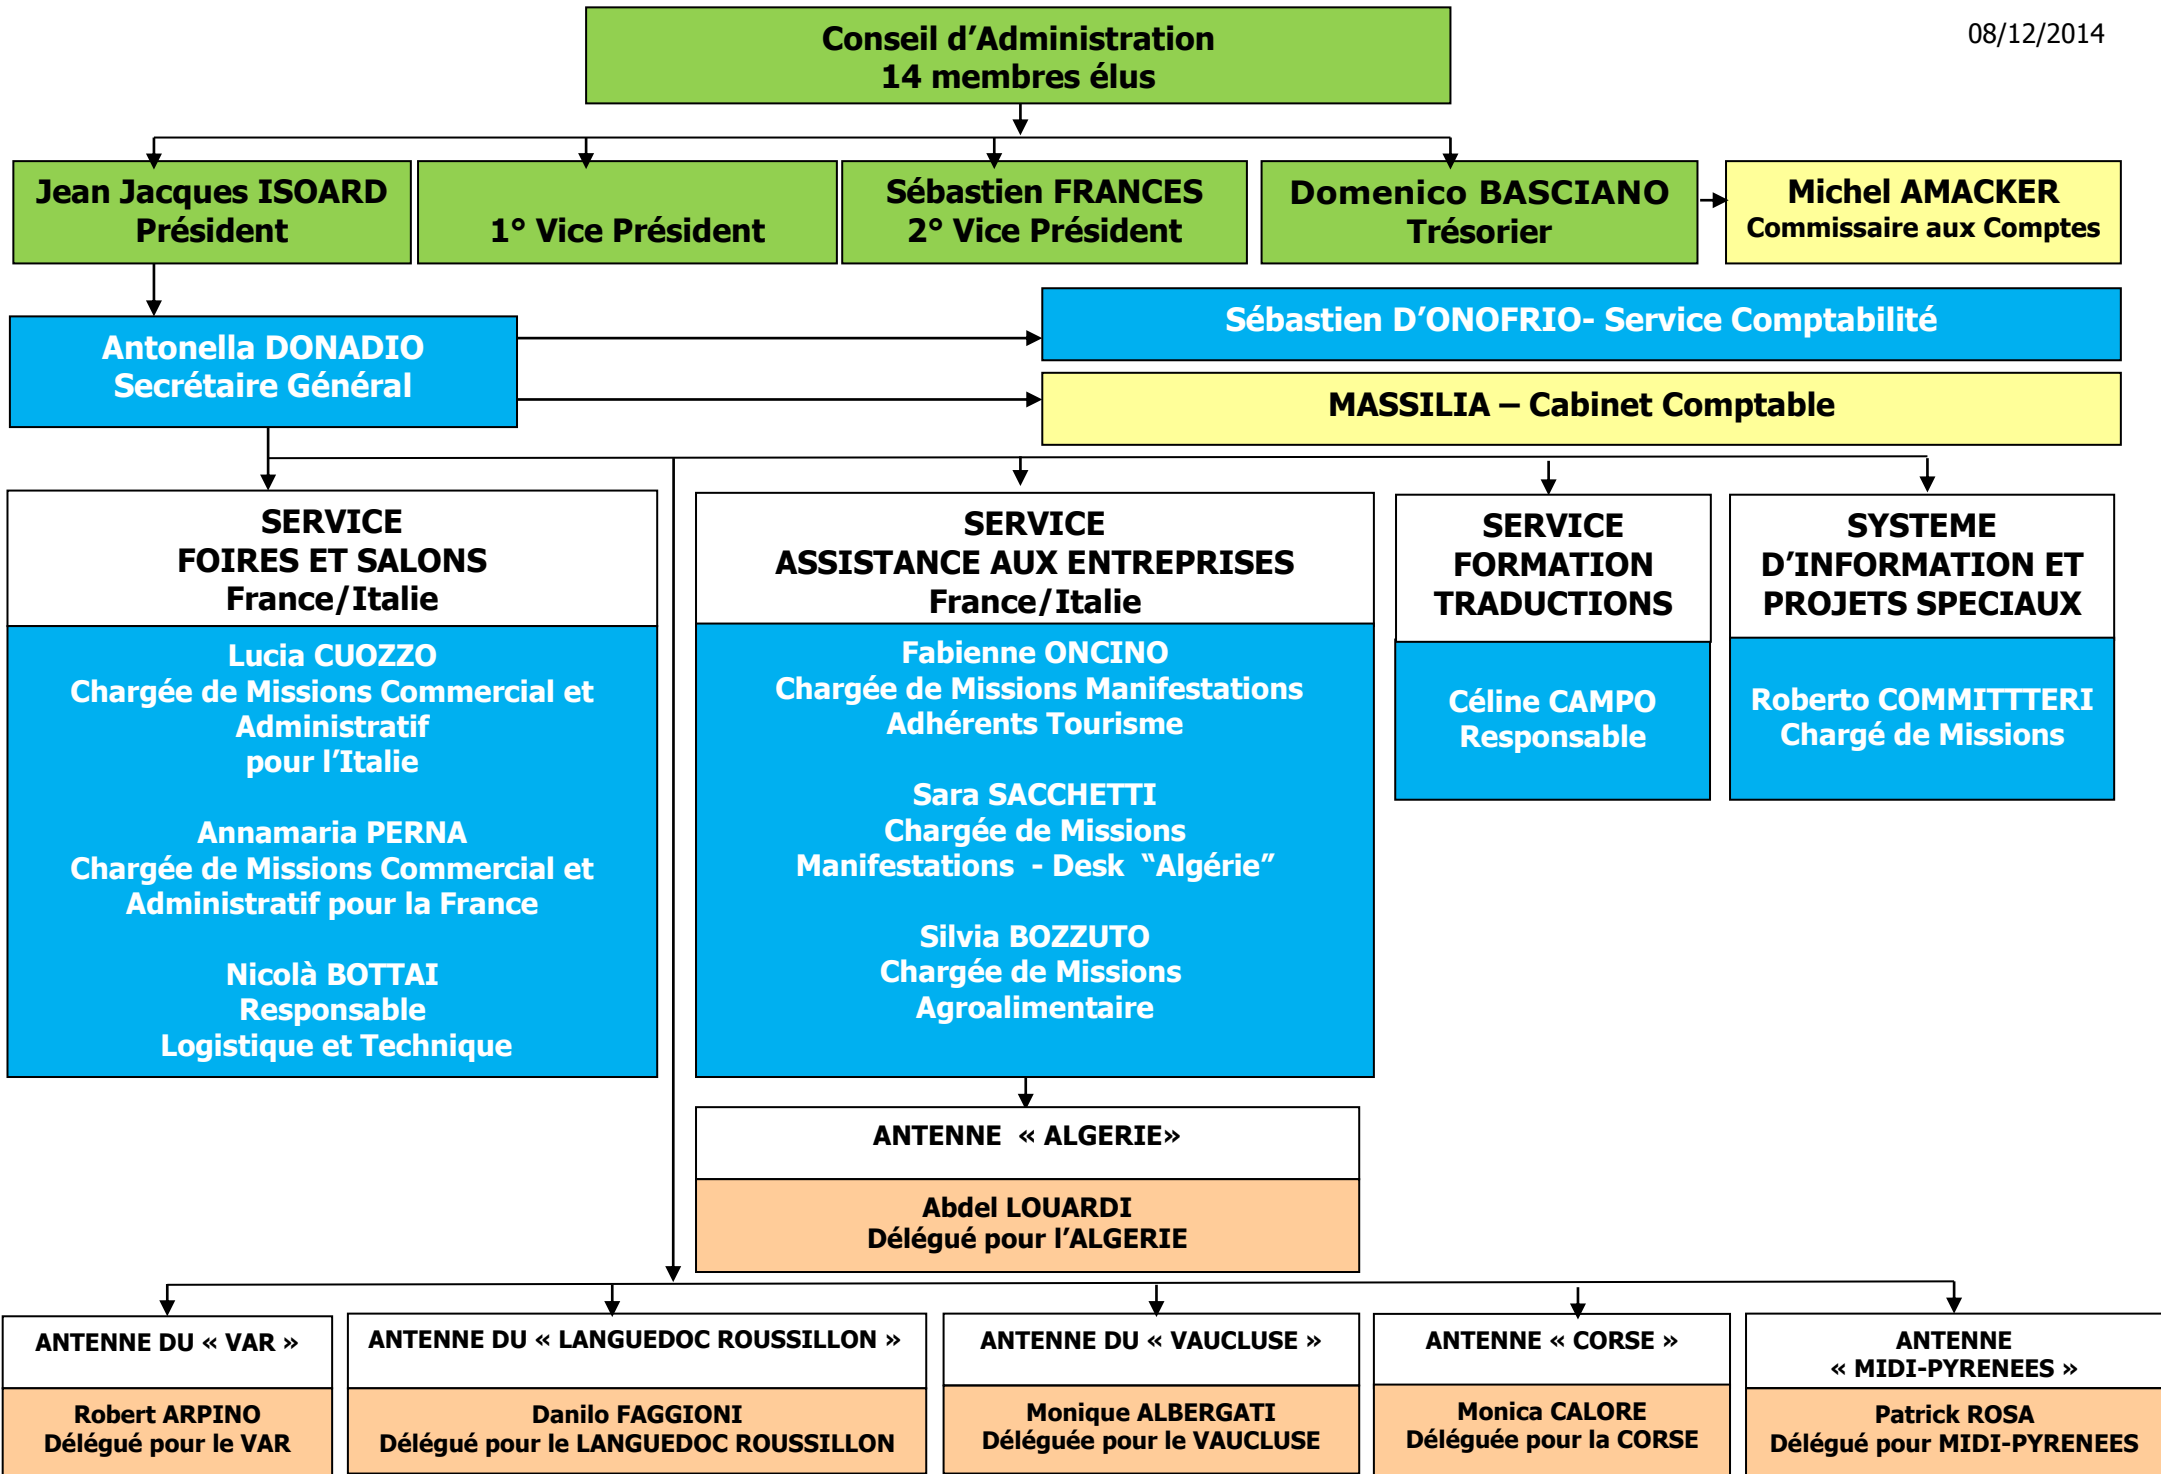 08/12/2014
Conseil d’Administration
14 membres élus
Jean Jacques ISOARD
Président
1° Vice Président
Sébastien FRANCES
2° Vice Président
Domenico BASCIANO
Trésorier
Michel AMACKER
Commissaire aux Comptes
Antonella DONADIO
Secrétaire Général
Sébastien D’ONOFRIO- Service Comptabilité
MASSILIA – Cabinet Comptable
SERVICE
FOIRES ET SALONS
France/Italie
Lucia CUOZZO
Chargée de Missions Commercial et
Administratif
pour l’Italie
Annamaria PERNA
Chargée de Missions Commercial et
Administratif pour la France
Nicolà BOTTAI
Responsable
Logistique et Technique
SERVICE
ASSISTANCE AUX ENTREPRISES
France/Italie
Fabienne ONCINO
Chargée de Missions Manifestations
Adhérents Tourisme
Sara SACCHETTI
Chargée de Missions
Manifestations - Desk “Algérie”
Silvia BOZZUTO
Chargée de Missions
Agroalimentaire
SERVICE
FORMATION
TRADUCTIONS
Céline CAMPO
Responsable
SYSTEME
D’INFORMATION ET
PROJETS SPECIAUX
Roberto COMMITTTERI
Chargé de Missions
ANTENNE « ALGERIE»
Abdel LOUARDI
Délégué pour l’ALGERIE
ANTENNE DU « VAR »
Robert ARPINO
Délégué pour le VAR
ANTENNE DU « LANGUEDOC ROUSSILLON »
Danilo FAGGIONI
Délégué pour le LANGUEDOC ROUSSILLON
ANTENNE DU « VAUCLUSE »
Monique ALBERGATI
Déléguée pour le VAUCLUSE
ANTENNE « CORSE »
Monica CALORE
Déléguée pour la CORSE
ANTENNE
« MIDI-PYRENEES »
Patrick ROSA
Délégué pour MIDI-PYRENEES